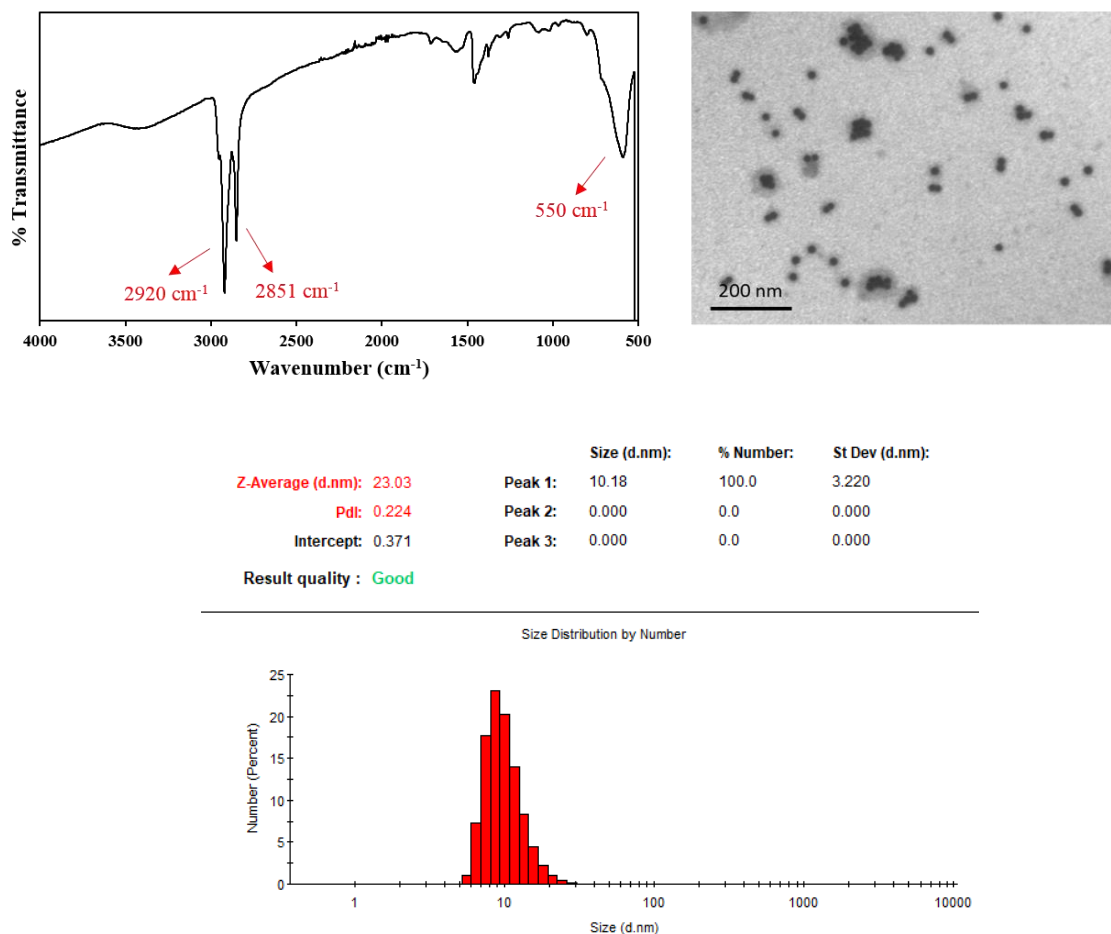 % Transmittance
2920 cm⁻¹
2851 cm⁻¹
550 cm⁻¹
4000 3500 3000 2500 2000 1500 1000 500
Wavenumber (cm⁻¹)
200 nm
Size (d.nm): % Number: St Dev (d.nm):
Z-Average (d.nm): 23.03 Peak 1: 10.18 100.0 3.220
PdI: 0.224 Peak 2: 0.000 0.0 0.000
Intercept: 0.371 Peak 3: 0.000 0.0 0.000
Result quality : Good
Size Distribution by Number
Number (Percent)
25
20
15
10
5
0
1 10 100 1000 10000
Size (d.nm)